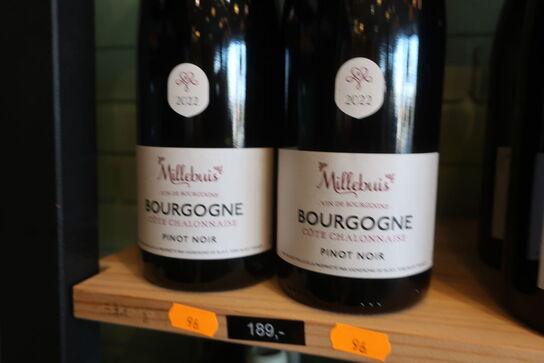 2022
Millebuis
VIN DE BOURGOGNE
BOURGOGNE
CÔTE CHALONNAISE
PINOT NOIR
2022
Millebuis
VIN DE BOURGOGNE
BOURGOGNE
CÔTE CHALONNAISE
PINOT NOIR
96
189,-
96